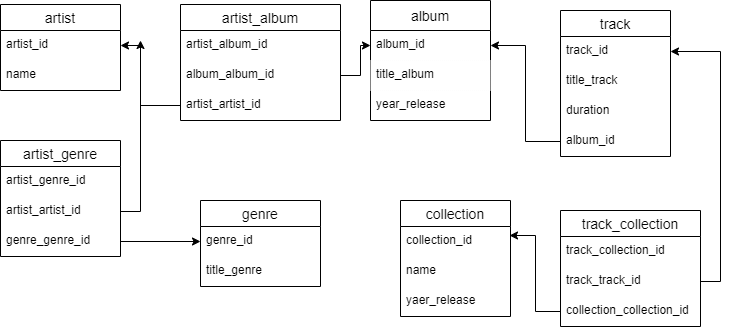 artist
artist_id
name
artist_album
artist_album_id
album_album_id
artist_artist_id
album
album_id
title_album
year_release
track
track_id
title_track
duration
album_id
artist_genre
artist_genre_id
artist_artist_id
genre_genre_id
genre
genre_id
title_genre
collection
collection_id
name
yaer_release
track_collection
track_collection_id
track_track_id
collection_collection_id